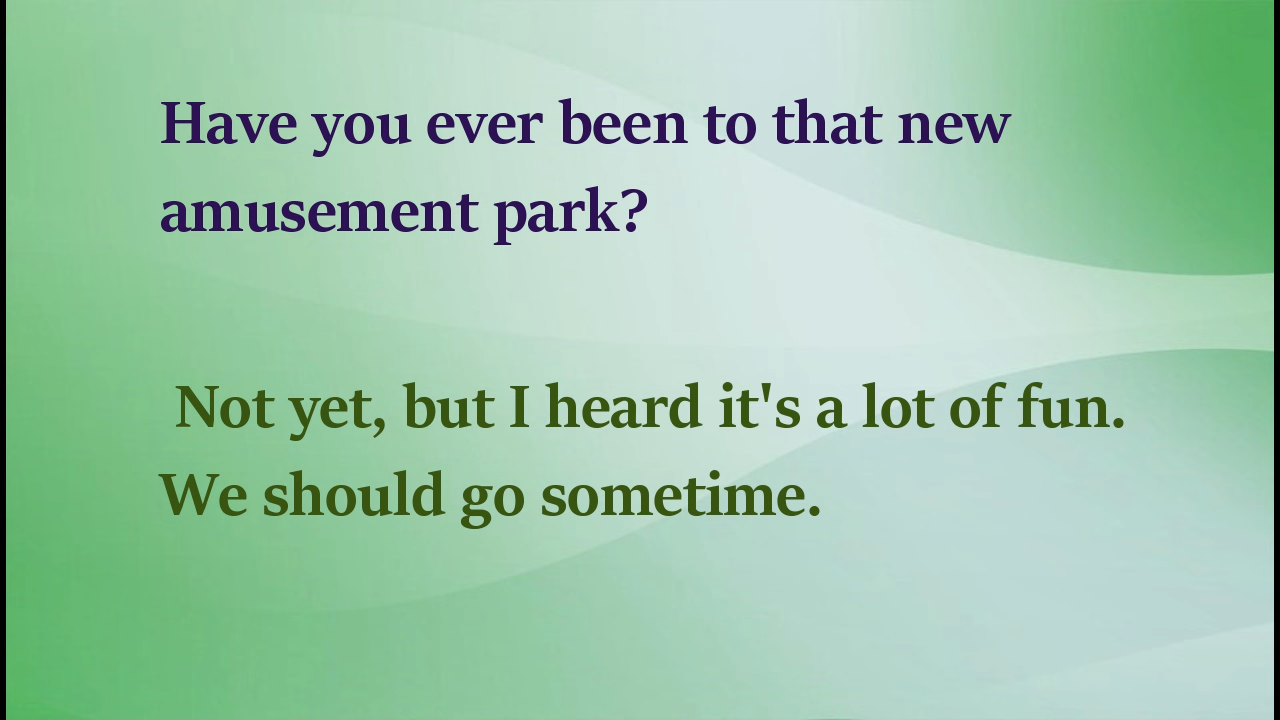 Have you ever been to that new
amusement park?
Not yet, but I heard it's a lot of fun.
We should go sometime.